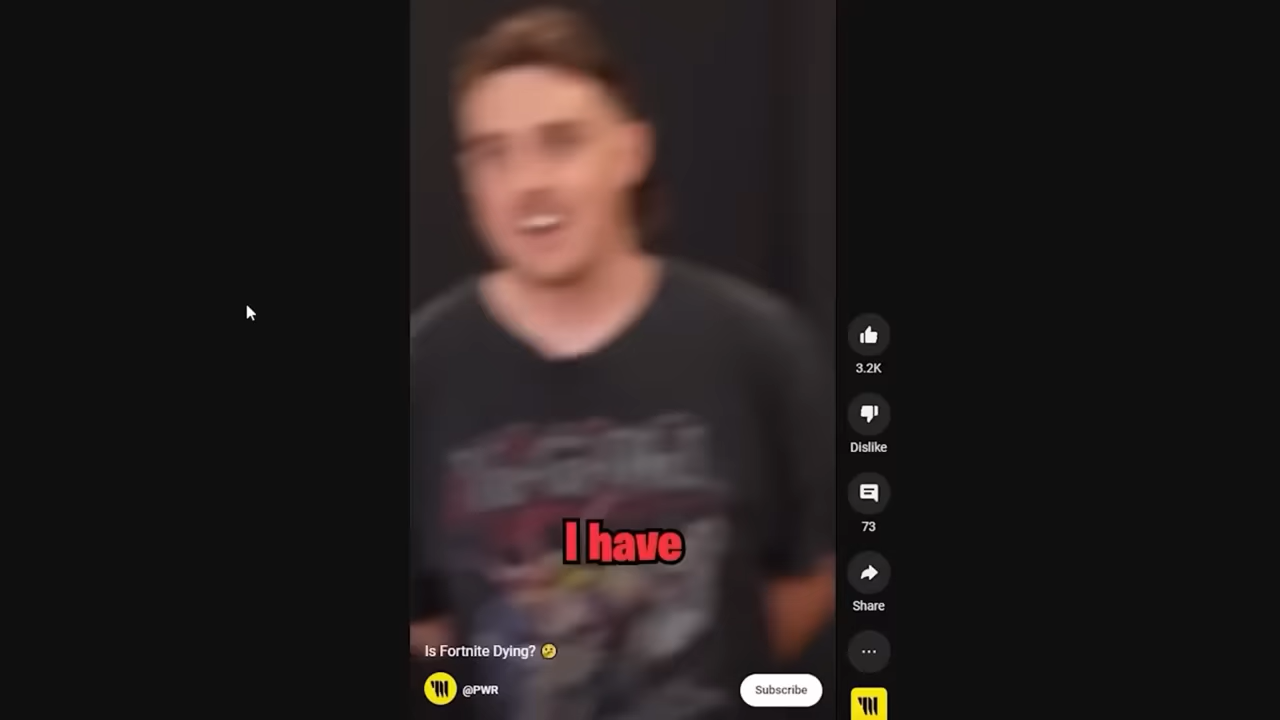 I have
3.2K
Dislike
73
Share
Is Fortnite Dying? 🫤
@PWR
Subscribe